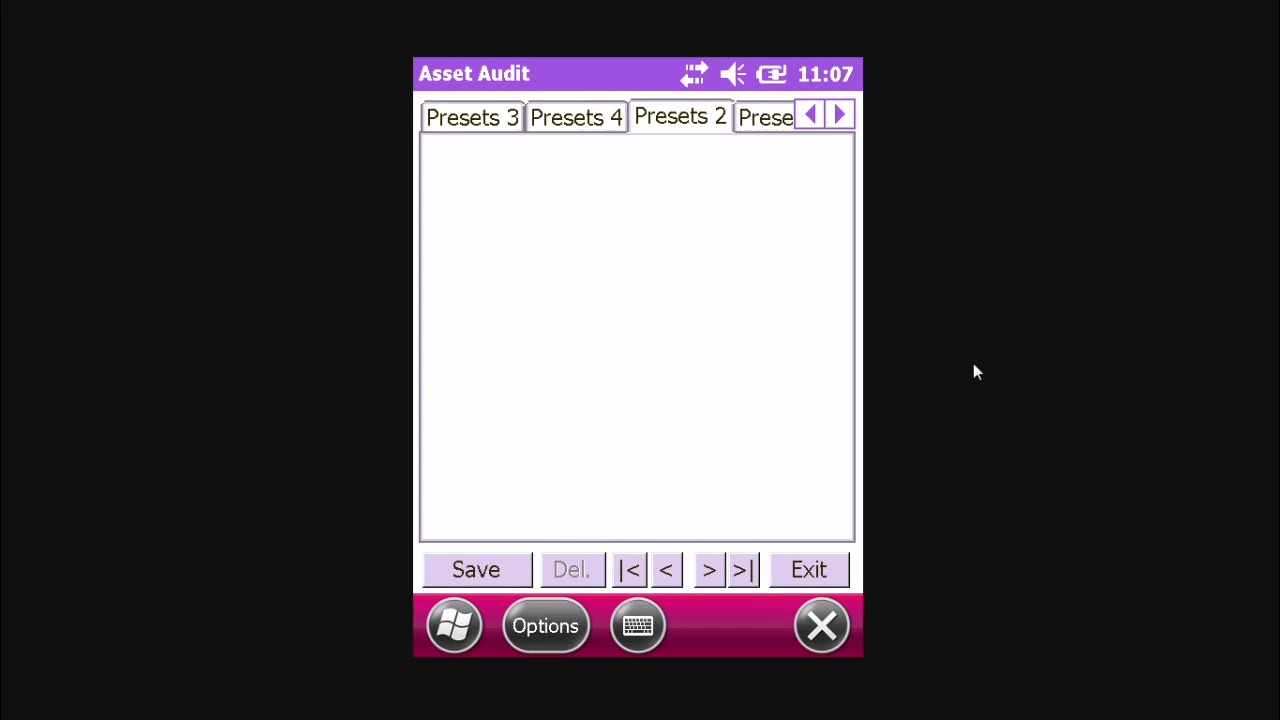 Asset Audit 11:07
Presets 3 Presets 4 Presets 2 Prese
Save Del. |< < > >| Exit
Options